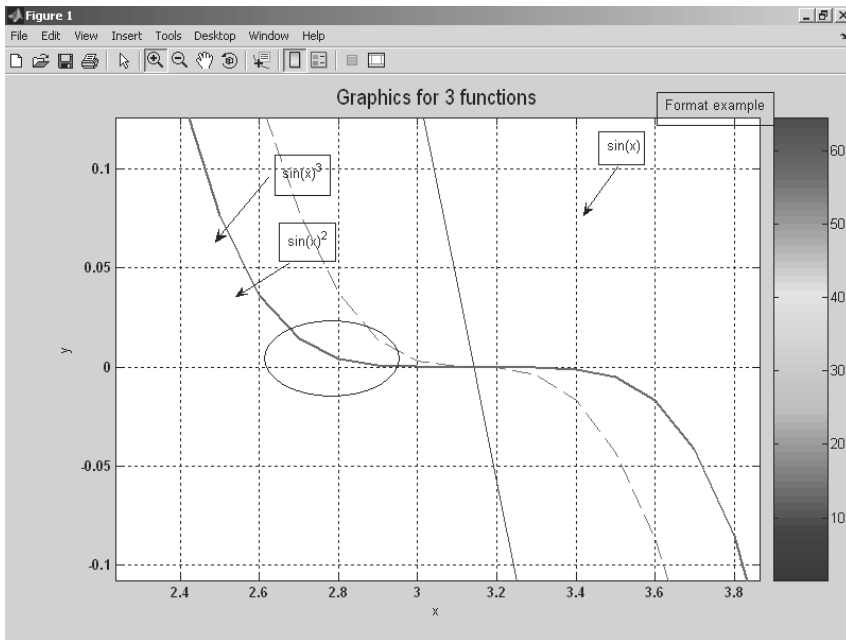 Figure 1
File Edit View Insert Tools Desktop Window Help
Graphics for 3 functions
Format example
sin(x)
sin(x)³
sin(x)²
0.1
0.05
0
-0.05
-0.1
y
2.4 2.6 2.8 3 3.2 3.4 3.6 3.8
x
60
50
40
30
20
10